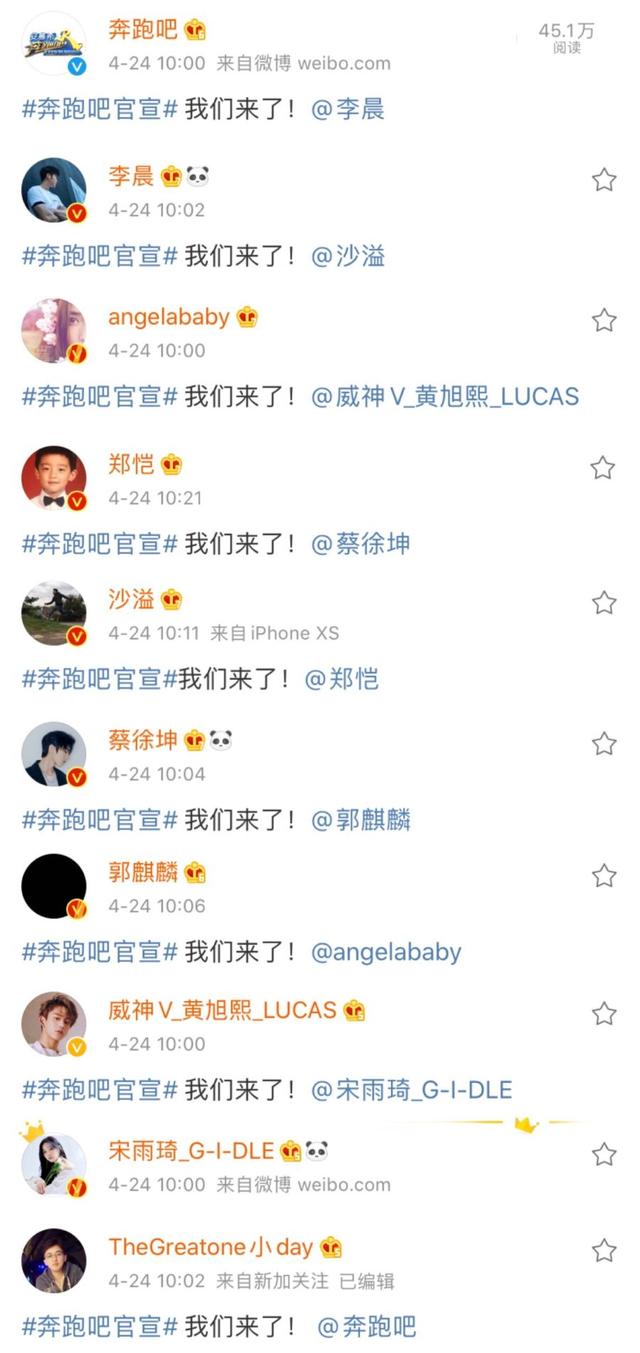 奔跑吧
45.1万
阅读
4-24 10:00 来自微博 weibo.com
#奔跑吧官宣# 我们来了！@李晨
李晨
4-24 10:02
#奔跑吧官宣# 我们来了！@沙溢
angelababy
4-24 10:00
#奔跑吧官宣# 我们来了！@威神V_黄旭熙_LUCAS
郑恺
4-24 10:21
#奔跑吧官宣# 我们来了！@蔡徐坤
沙溢
4-24 10:11 来自iPhone XS
#奔跑吧官宣#我们来了！@郑恺
蔡徐坤
4-24 10:04
#奔跑吧官宣# 我们来了！@郭麒麟
郭麒麟
4-24 10:06
#奔跑吧官宣# 我们来了！@angelababy
威神V_黄旭熙_LUCAS
4-24 10:00
#奔跑吧官宣# 我们来了！@宋雨琦_G-I-DLE
宋雨琦_G-I-DLE
4-24 10:00 来自微博 weibo.com
TheGreatone小day
4-24 10:02 来自新加关注 已编辑
#奔跑吧官宣# 我们来了！ @奔跑吧